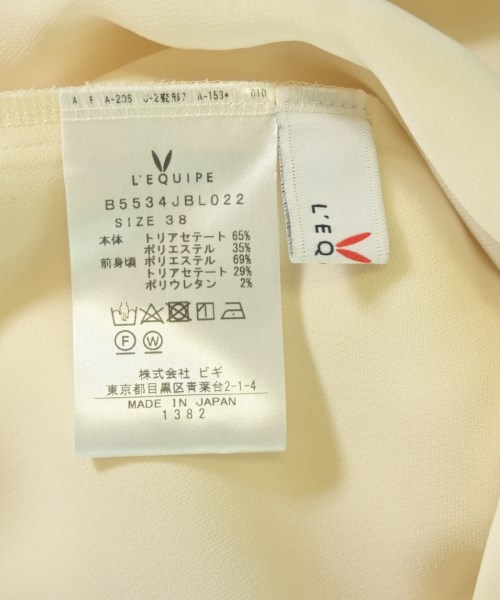 L'EQUIPE
B5534JBL022
SIZE 38
本体 トリアセテート 65%
ポリエステル 35%
前身頃 ポリエステル 69%
トリアセテート 29%
ポリウレタン 2%
F W
株式会社 ビギ
東京都目黒区青葉台2-1-4
MADE IN JAPAN
1382
L'EQ